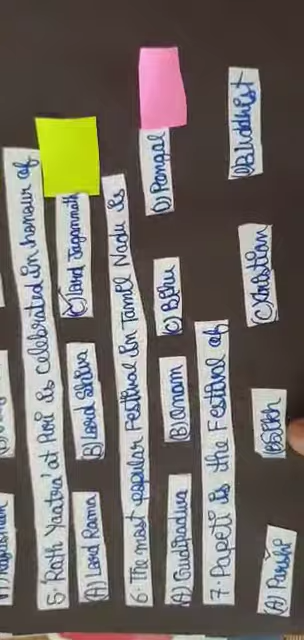 5. Rath Yaatra' at Puri is celebrated in honour of
(A) Lord Rama (B) Lord Shiva (C) Lord Jagannath
6. The most popular Festival in Tamil Nadu is
(A) Gudipadwa (B) Onam (C) Bihu (D) Pongal
7. Papeti is the Festival of
(A) Parshi (B) Sikh (C) Christian (D) Buddhist